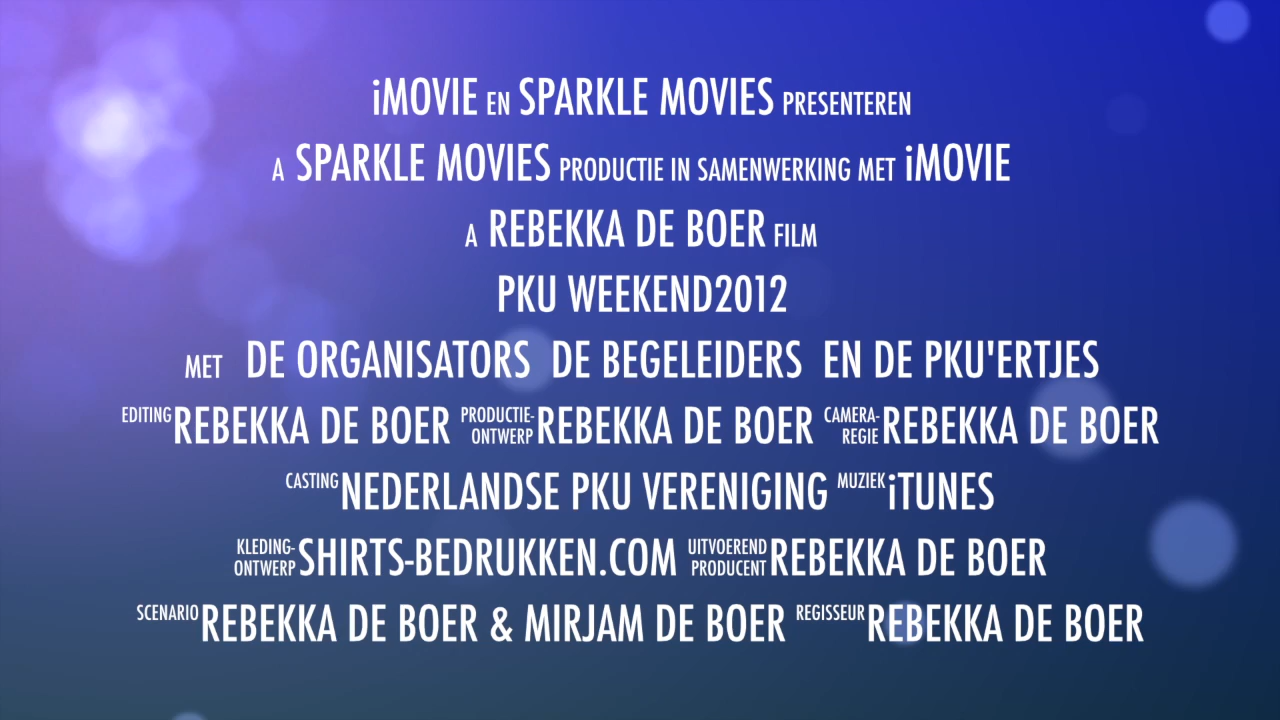 iMOVIE EN SPARKLE MOVIES PRESENTEREN
A SPARKLE MOVIES PRODUCTIE IN SAMENWERKING MET iMOVIE
A REBEKKA DE BOER FILM
PKU WEEKEND2012
MET DE ORGANISATORS DE BEGELEIDERS EN DE PKU'ERTJES
EDITING REBEKKA DE BOER PRODUCTIE-ONTWERP REBEKKA DE BOER CAMERA-REGIE REBEKKA DE BOER
CASTING NEDERLANDSE PKU VERENIGING MUZIEK iTUNES
KLEDING-ONTWERP SHIRTS-BEDRUKKEN.COM UITVOEREND PRODUCENT REBEKKA DE BOER
SCENARIO REBEKKA DE BOER & MIRJAM DE BOER REGISSEUR REBEKKA DE BOER